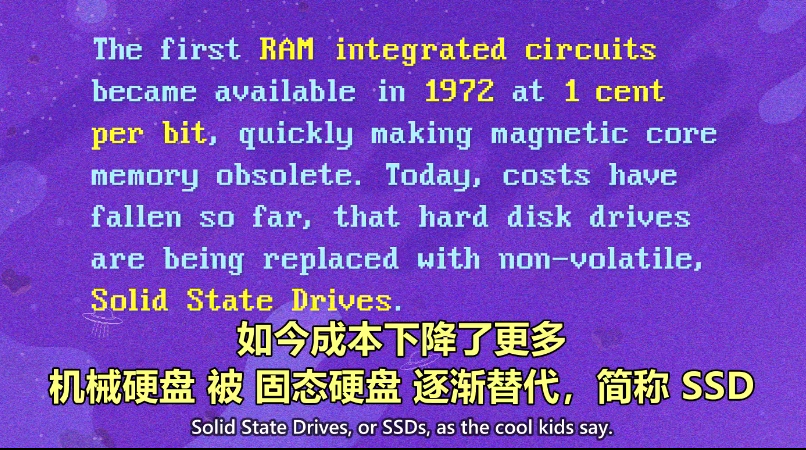 The first RAM integrated circuits
became available in 1972 at 1 cent
per bit, quickly making magnetic core
memory obsolete. Today, costs have
fallen so far, that hard disk drives
are being replaced with non-volatile,
Solid State Drives.
如今成本下降了更多
机械硬盘 被 固态硬盘 逐渐替代，简称 SSD
Solid State Drives, or SSDs, as the cool kids say.